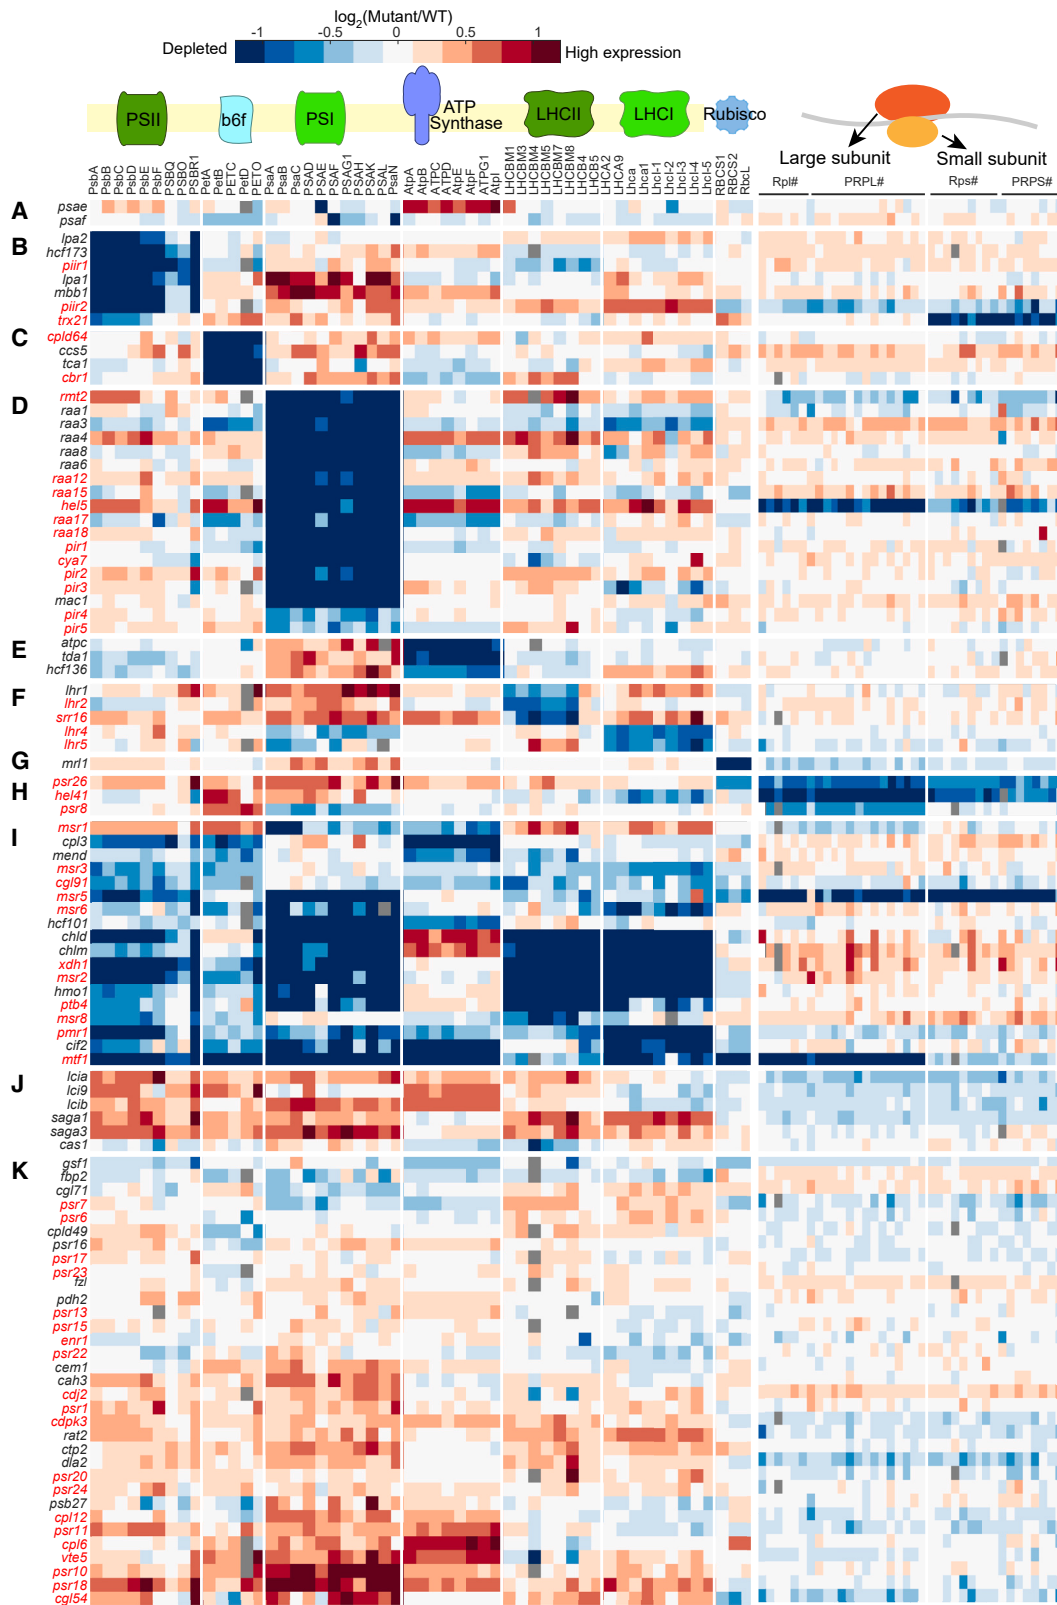 log2(Mutant/WT)
-1 -0.5 0 0.5 1
Depleted High expression
PSII b6f PSI ATP Synthase LHCII LHCI Rubisco
Large subunit Small subunit
Rpl# PRPL# Rps# PRPS#
PsbA PsbB PsbC PsbD PsbE PsbF PSBQ PSBR PSBR1 PetA PetB PETC PetD PETO PsaA PsaB PsaC PSAD PSAE PSAF PSAG1 PSAH PSAK PSAL PsaN AtpA AtpB ATPC ATPD AtpE AtpF ATPG1 AtpI LHCBM1 LHCBM3 LHCBM4 LHCBM5 LHCBM7 LHCBM8 LHCB4 LHCB5 LHCA2 LHCA9 Lhca Lhca1 LhcI-1 LhcI-2 LhcI-3 LhcI-4 LhcI-5 RBCS1 RBCS2 RbcL
A
psae
psaf
B
lpa2
hcf173
piir1
lpa1
mbb1
piir2
trx21
C
cpld64
ccs5
tca1
cbr1
D
rmt2
raa1
raa3
raa4
raa8
raa6
raa12
raa15
hel5
raa17
raa18
pir1
cya7
pir2
pir3
mac1
pir4
pir5
E
atpc
tda1
hcf136
F
lhr1
lhr2
srr16
lhr4
lhr5
G
mrl1
H
psr26
hel41
psr8
I
msr1
cpl3
mend
msr3
cgl91
msr5
msr6
hcf101
chld
chlm
xdh1
msr2
hmo1
ptb4
msr8
pmr1
cif2
mtf1
J
lcia
lci9
lcib
saga1
saga3
cas1
K
gsf1
fbp2
cgl71
psr7
psr6
cpld49
psr16
psr17
psr23
fzl
pdh2
psr13
psr15
enr1
psr22
cem1
cah3
cdj2
psr1
cdpk3
rat2
ctp2
dla2
psr20
psr24
psb27
cpl12
psr11
cpl6
vte5
psr10
psr18
cgl54